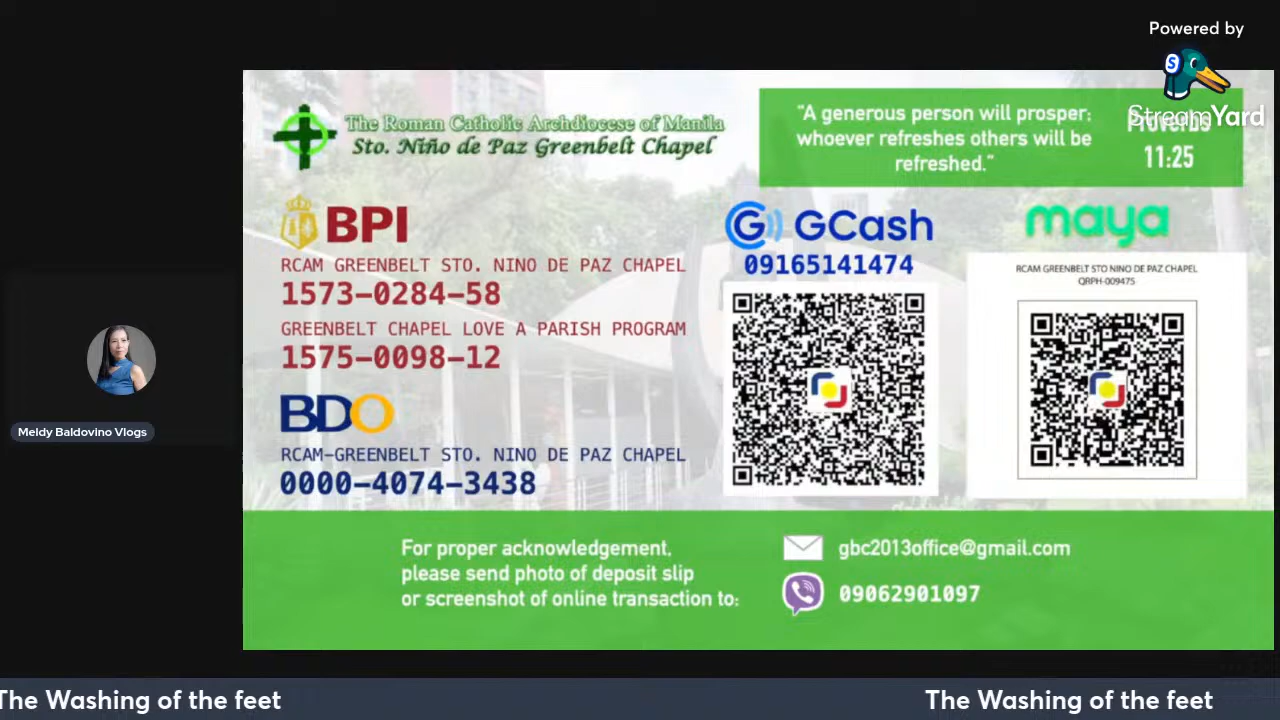 Powered by
StreamYard
The Roman Catholic Archdiocese of Manila
Sto. Niño de Paz Greenbelt Chapel
"A generous person will prosper;
whoever refreshes others will be
refreshed."
Proverbs
11:25
BPI
RCAM GREENBELT STO. NINO DE PAZ CHAPEL
1573-0284-58
GREENBELT CHAPEL LOVE A PARISH PROGRAM
1575-0098-12
BDO
RCAM-GREENBELT STO. NINO DE PAZ CHAPEL
0000-4074-3438
GCash
09165141474
maya
RCAM GREENBELT STO NINO DE PAZ CHAPEL
QRPH-009475
Meldy Baldovino Vlogs
For proper acknowledgement,
please send photo of deposit slip
or screenshot of online transaction to:
gbc2013office@gmail.com
09062901097
The Washing of the feet
The Washing of the feet